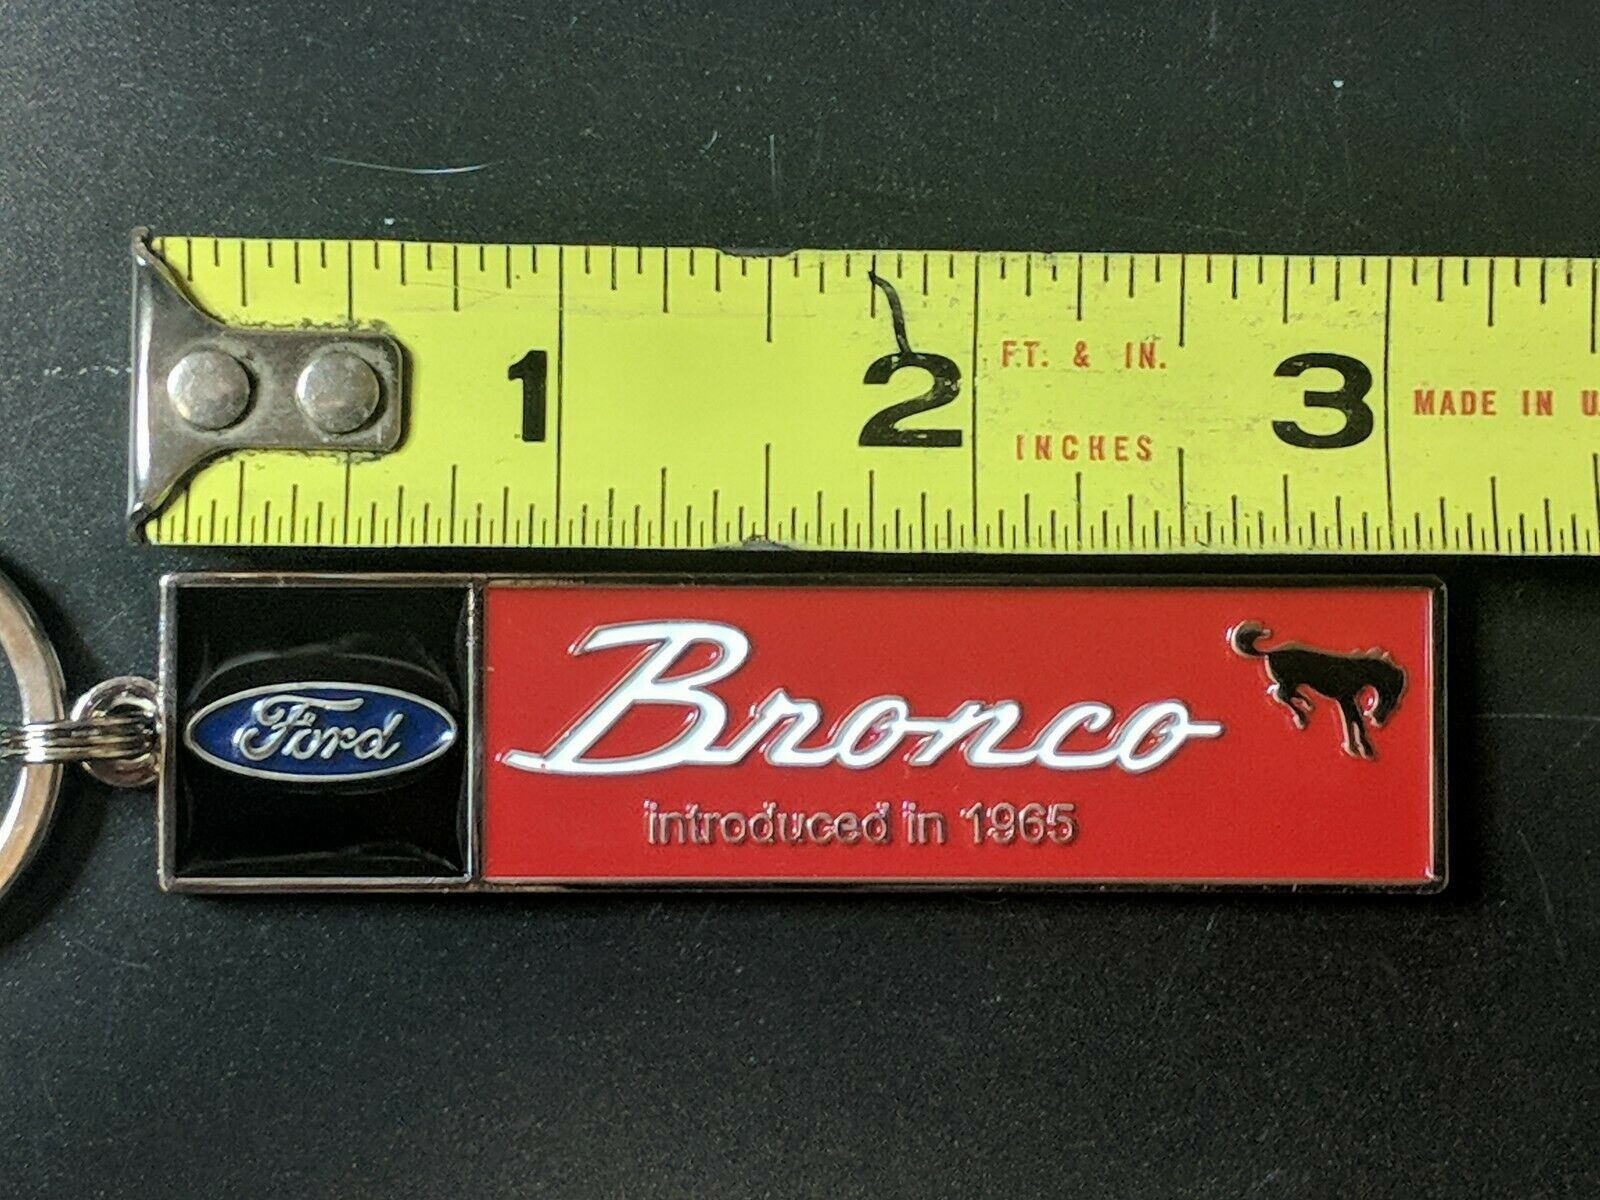 1 2 3
FT. & IN.
INCHES
MADE IN U.
Ford
Bronco
introduced in 1965